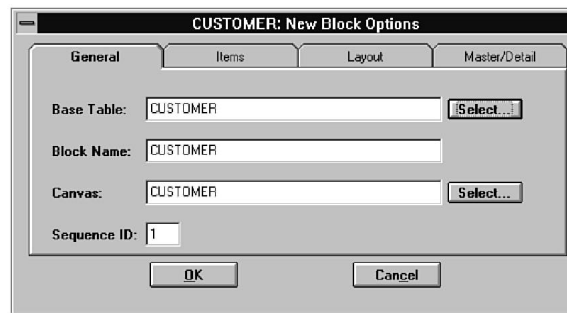 CUSTOMER: New Block Options
General Items Layout Master/Detail
Base Table: CUSTOMER Select...
Block Name: CUSTOMER
Canvas: CUSTOMER Select...
Sequence ID: 1
OK Cancel